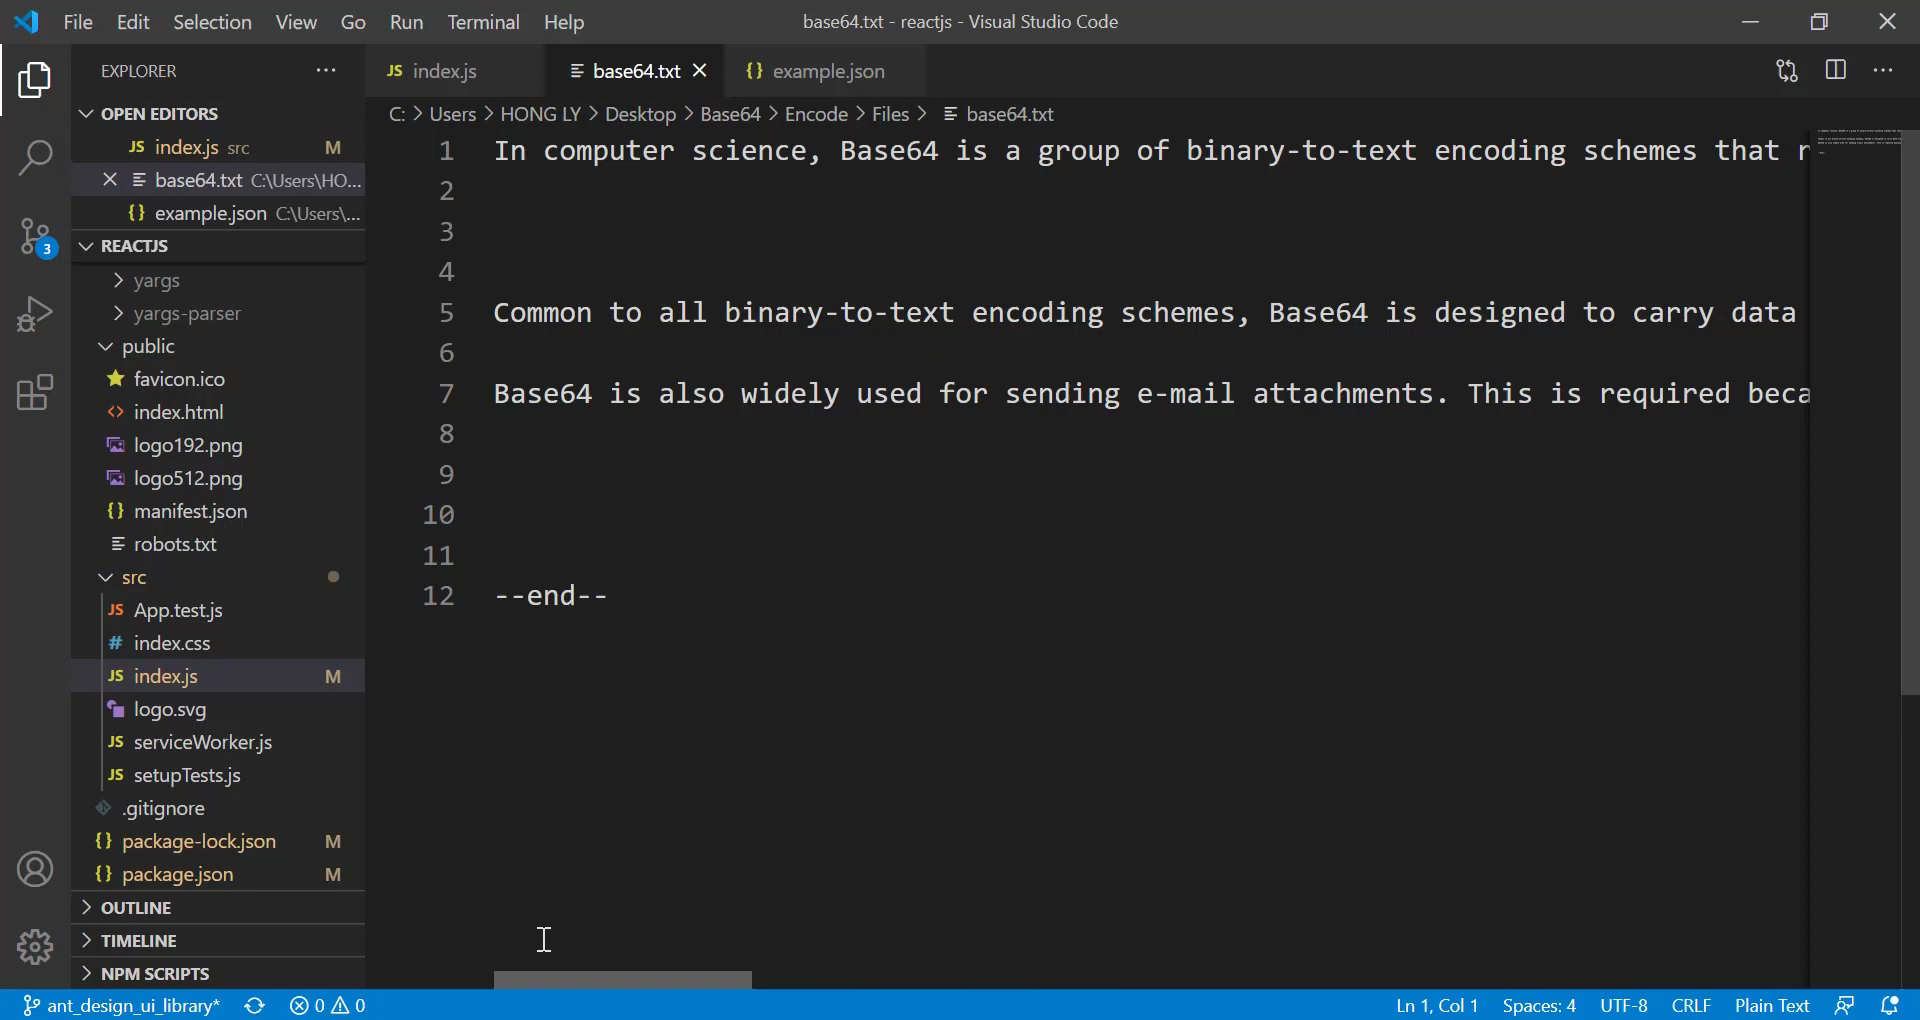 File Edit Selection View Go Run Terminal Help
base64.txt - reactjs - Visual Studio Code
EXPLORER
OPEN EDITORS
JS index.js src M
base64.txt C:\Users\HO...
{} example.json C:\Users\...
3
REACTJS
yargs
yargs-parser
public
favicon.ico
<> index.html
logo192.png
logo512.png
{} manifest.json
robots.txt
src
JS App.test.js
# index.css
JS index.js M
logo.svg
JS serviceWorker.js
JS setupTests.js
.gitignore
{} package-lock.json M
{} package.json M
OUTLINE
TIMELINE
NPM SCRIPTS
JS index.js
base64.txt
{} example.json
C: > Users > HONG LY > Desktop > Base64 > Encode > Files > base64.txt
1 In computer science, Base64 is a group of binary-to-text encoding schemes that r
2
3
4
5 Common to all binary-to-text encoding schemes, Base64 is designed to carry data
6
7 Base64 is also widely used for sending e-mail attachments. This is required beca
8
9
10
11
12 --end--
ant_design_ui_library* 0 0
Ln 1, Col 1 Spaces: 4 UTF-8 CRLF Plain Text